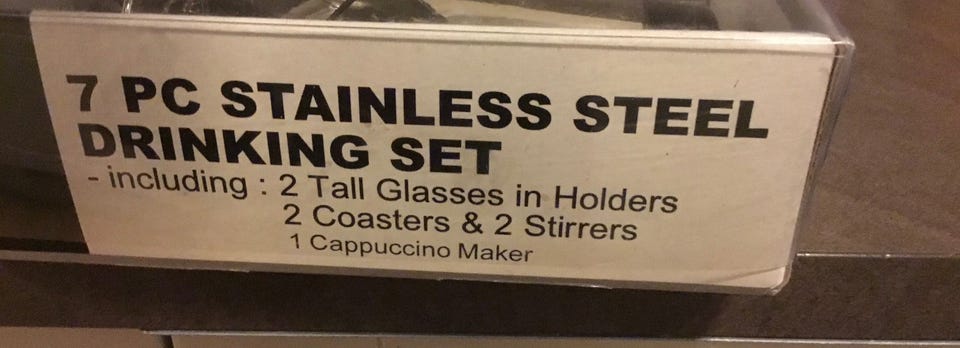 7 PC STAINLESS STEEL
DRINKING SET
- including : 2 Tall Glasses in Holders
2 Coasters & 2 Stirrers
1 Cappuccino Maker